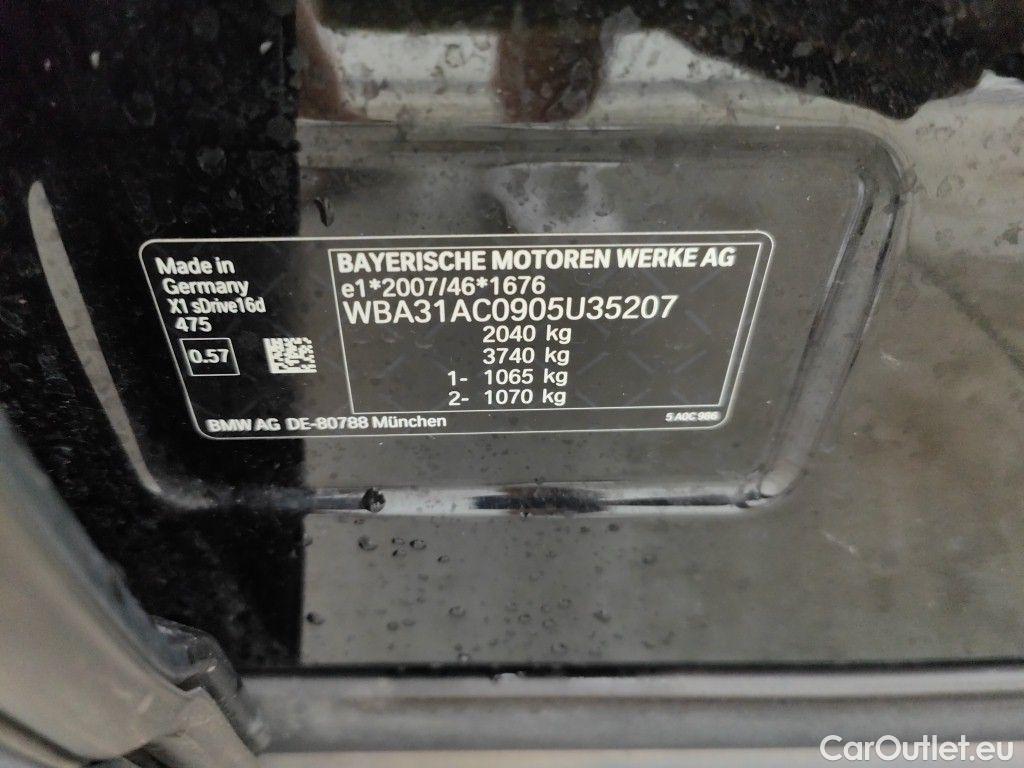 Made in
Germany
X1 sDrive16d
475
0.57
BAYERISCHE MOTOREN WERKE AG
e1*2007/46*1676
WBA31AC0905U35207
2040 kg
3740 kg
1- 1065 kg
2- 1070 kg
BMW AG DE-80788 München
5 A0C 986
CarOutlet.eu